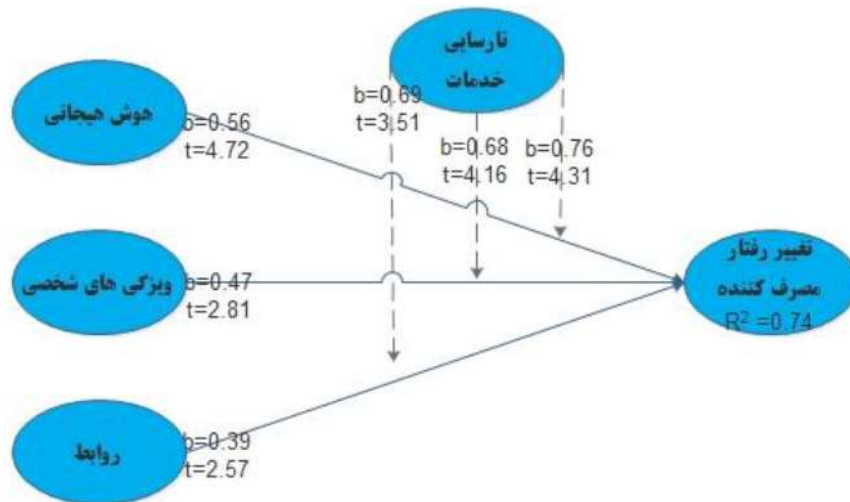 نارسایی
خدمات
هوش هیجانی
b=0.56
t=4.72
b=0.69
t=3.51
b=0.68
t=4.16
b=0.76
t=4.31
ویژگی های شخصی
b=0.47
t=2.81
تغییر رفتار
مصرف کننده
R² =0.74
روابط
b=0.39
t=2.57